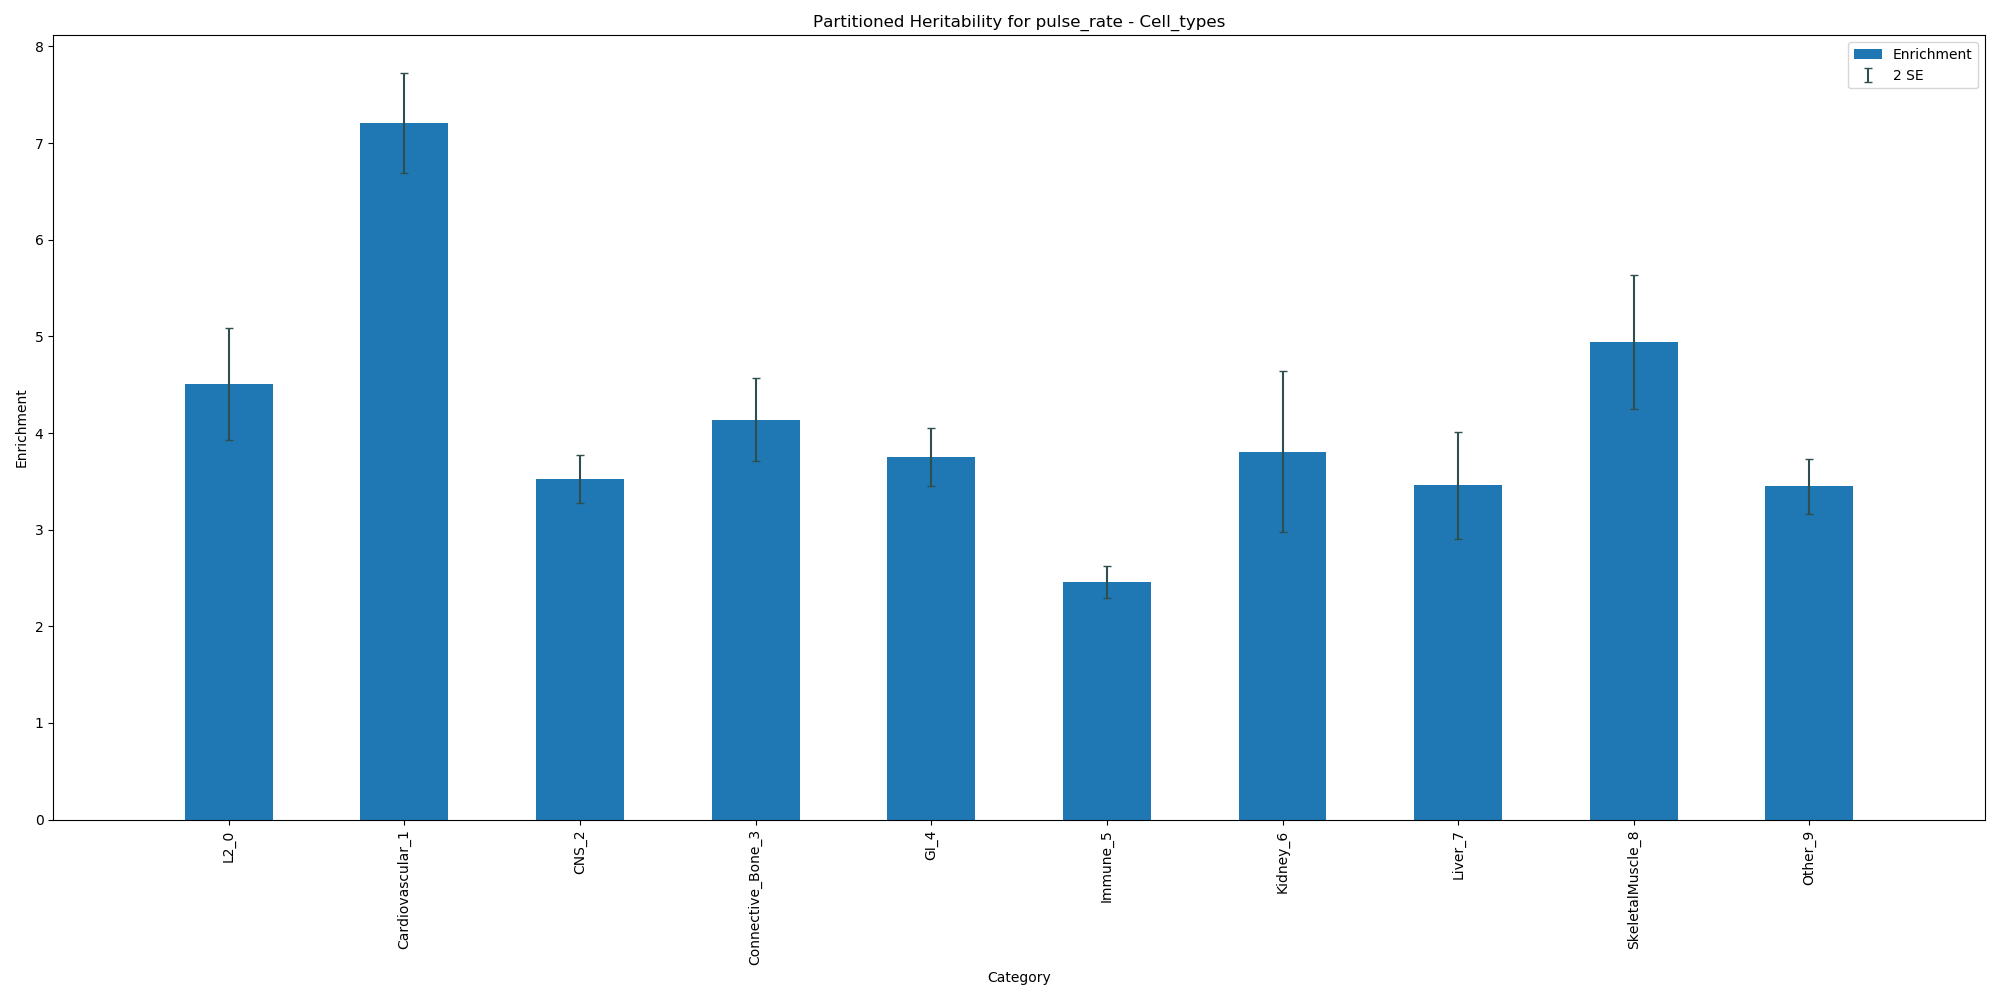 Partitioned Heritability for pulse_rate - Cell_types
Enrichment
2 SE
8
7
6
5
4
3
2
1
0
Enrichment
L2_0
Cardiovascular_1
CNS_2
Connective_Bone_3
GI_4
Immune_5
Kidney_6
Liver_7
SkeletalMuscle_8
Other_9
Category